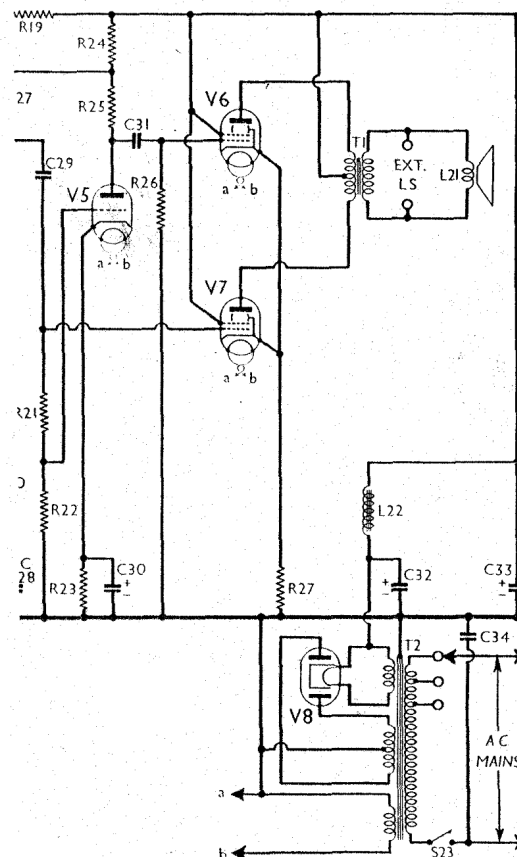 R19
R24
27
R25
V6
C31
T1
C29
R26
EXT.
LS
L21
V5
a b
a b
V7
a b
R21
L22
R22
C
28
R23
C30
+
–
R27
C32
+
–
C33
+
–
T2
C34
V8
A C
MAINS
a
b
S23